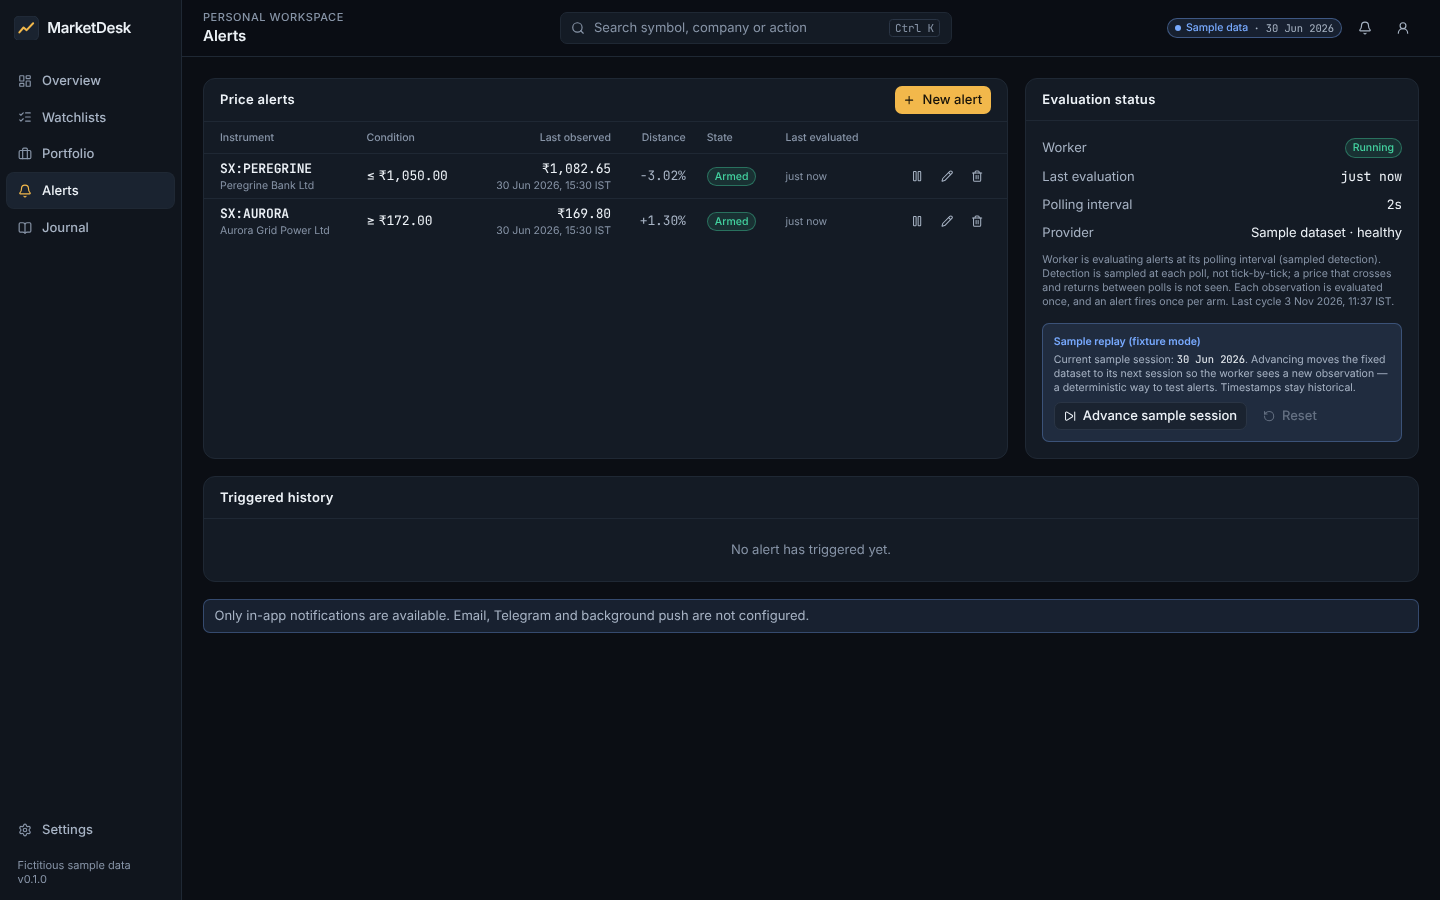 MarketDesk
Overview
Watchlists
Portfolio
Alerts
Journal
Settings
Fictitious sample data
v0.1.0
PERSONAL WORKSPACE
Alerts
Search symbol, company or action
Ctrl K
Sample data · 30 Jun 2026
Price alerts
+ New alert
Instrument Condition Last observed Distance State Last evaluated
SX:PEREGRINE ≤ ₹1,050.00 ₹1,082.65 -3.02% Armed just now
Peregrine Bank Ltd 30 Jun 2026, 15:30 IST
SX:AURORA ≥ ₹172.00 ₹169.80 +1.30% Armed just now
Aurora Grid Power Ltd 30 Jun 2026, 15:30 IST
Evaluation status
Worker Running
Last evaluation just now
Polling interval 2s
Provider Sample dataset · healthy
Worker is evaluating alerts at its polling interval (sampled detection).
Detection is sampled at each poll, not tick-by-tick; a price that crosses
and returns between polls is not seen. Each observation is evaluated
once, and an alert fires once per arm. Last cycle 3 Nov 2026, 11:37 IST.
Sample replay (fixture mode)
Current sample session: 30 Jun 2026. Advancing moves the fixed
dataset to its next session so the worker sees a new observation —
a deterministic way to test alerts. Timestamps stay historical.
Advance sample session Reset
Triggered history
No alert has triggered yet.
Only in-app notifications are available. Email, Telegram and background push are not configured.